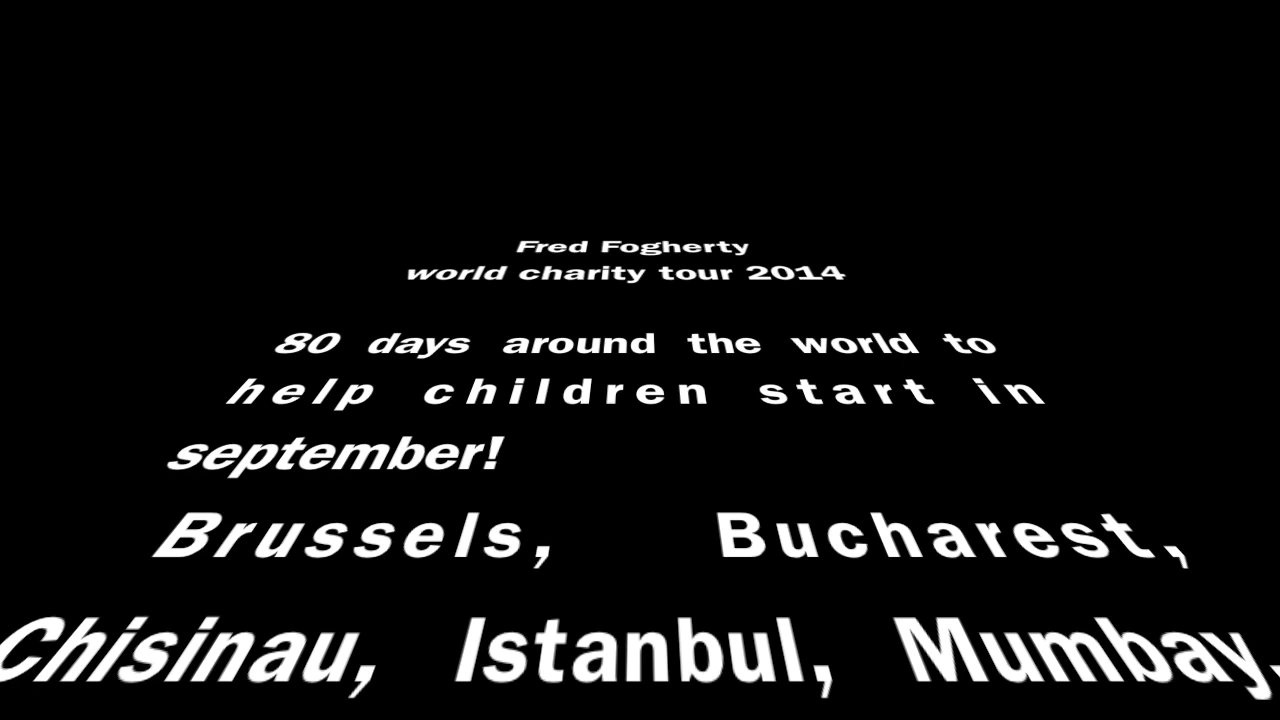 Fred Fogherty
world charity tour 2014
80 days around the world to
help children start in
september!
Brussels, Bucharest,
Chisinau, Istanbul, Mumbay,